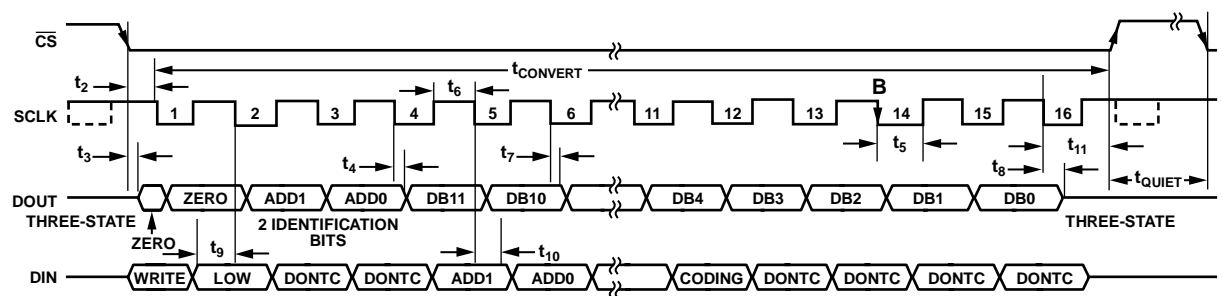 CS
t2
tCONVERT
t6
B
SCLK 1 2 3 4 5 6 11 12 13 14 15 16
t3
t4
t7
t5
t8
t11
tQUIET
DOUT ZERO ADD1 ADD0 DB11 DB10 DB4 DB3 DB2 DB1 DB0
THREE-STATE
ZERO
2 IDENTIFICATION
BITS
THREE-STATE
t9
t10
DIN WRITE LOW DONTC DONTC ADD1 ADD0 CODING DONTC DONTC DONTC DONTC